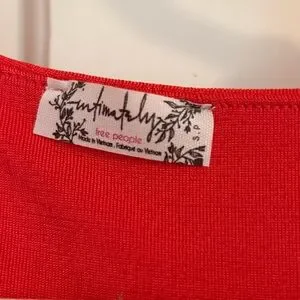 intimately
free people
Made in Vietnam. Fabriqué au Vietnam
S.P